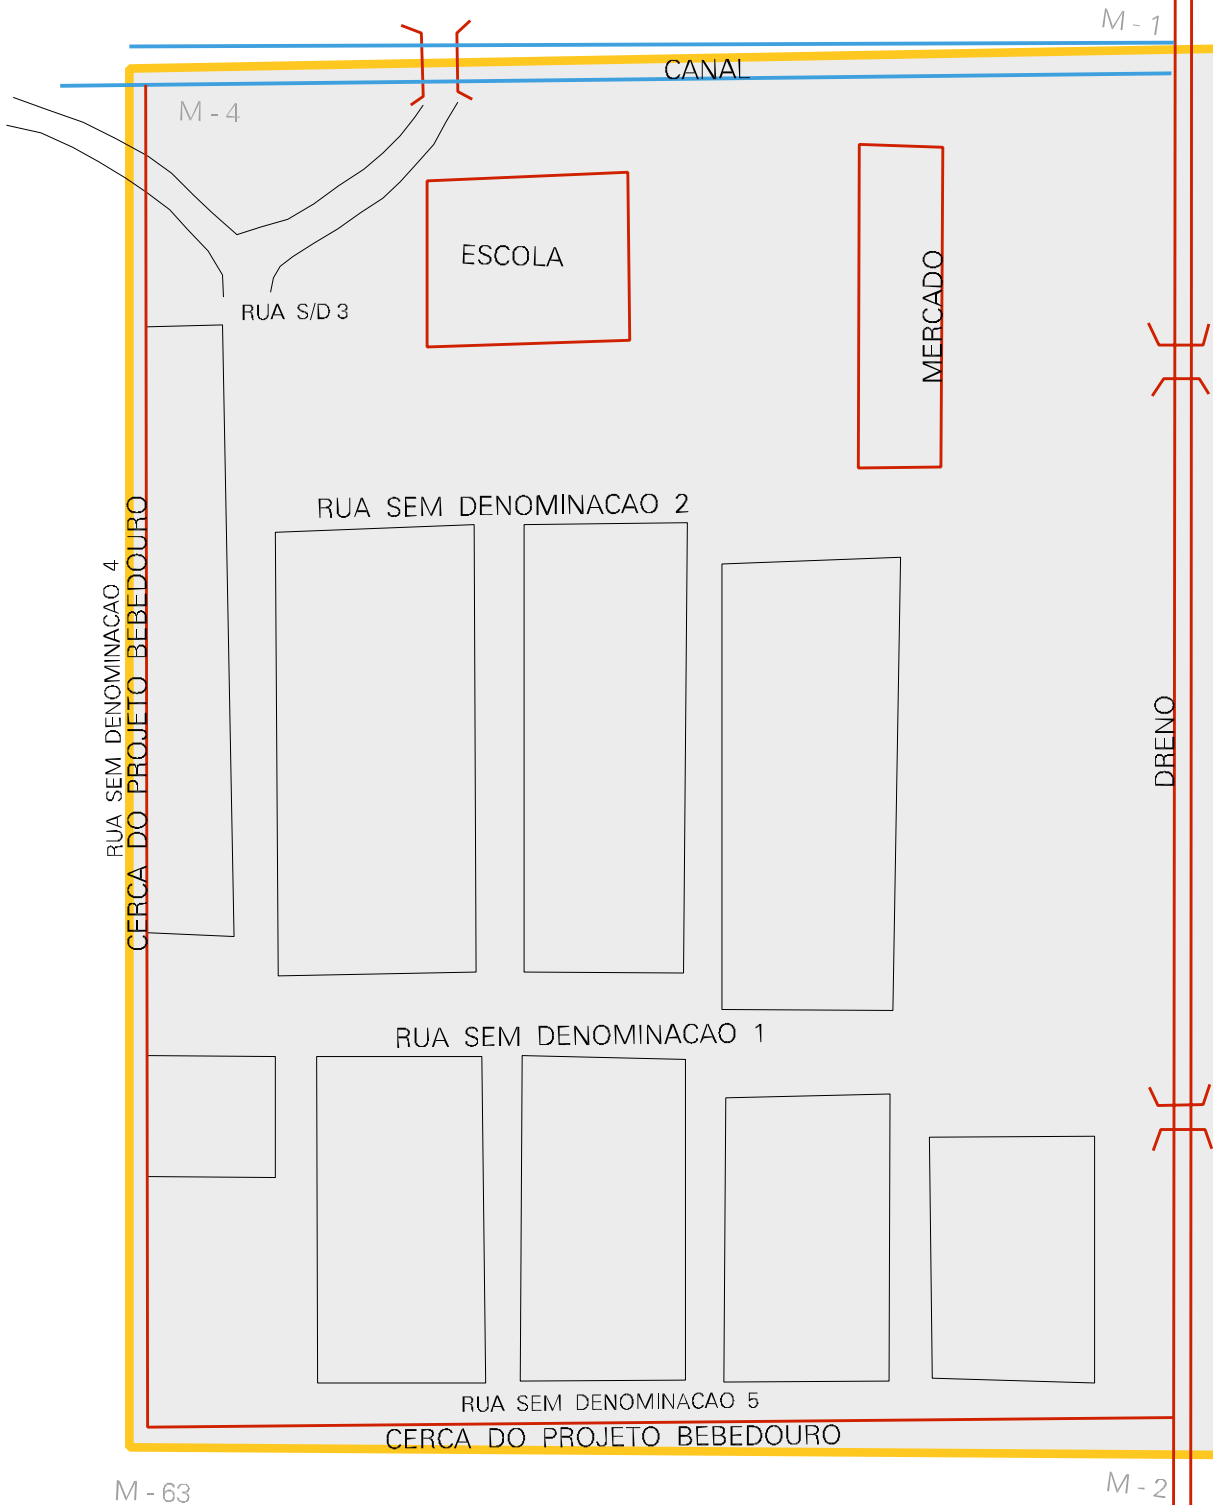 M - 1
CANAL
M - 4
ESCOLA
MERCADO
RUA S/D 3
RUA SEM DENOMINACAO 2
RUA SEM DENOMINACAO 4
CERCA DO PROJETO BEBEDOURO
DRENO
RUA SEM DENOMINACAO 1
RUA SEM DENOMINACAO 5
CERCA DO PROJETO BEBEDOURO
M - 63
M - 2